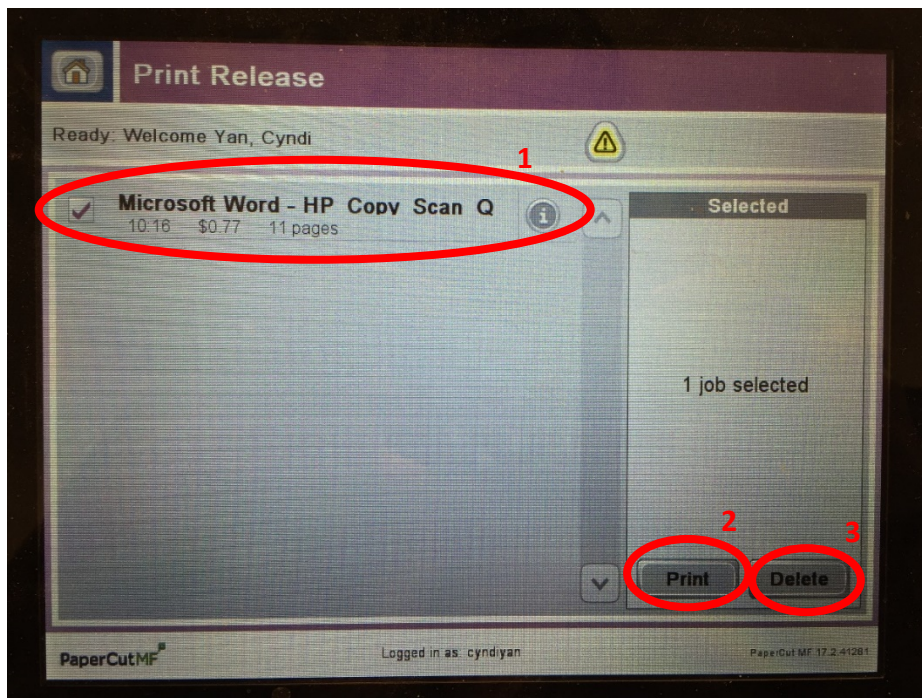 Print Release
Ready: Welcome Yan, Cyndi
1
Microsoft Word - HP Copy Scan Q
10:16 $0.77 11 pages
Selected
1 job selected
2
3
Print Delete
PaperCutMF
Logged in as: cyndiyan
PaperCut MF 17.2.41281